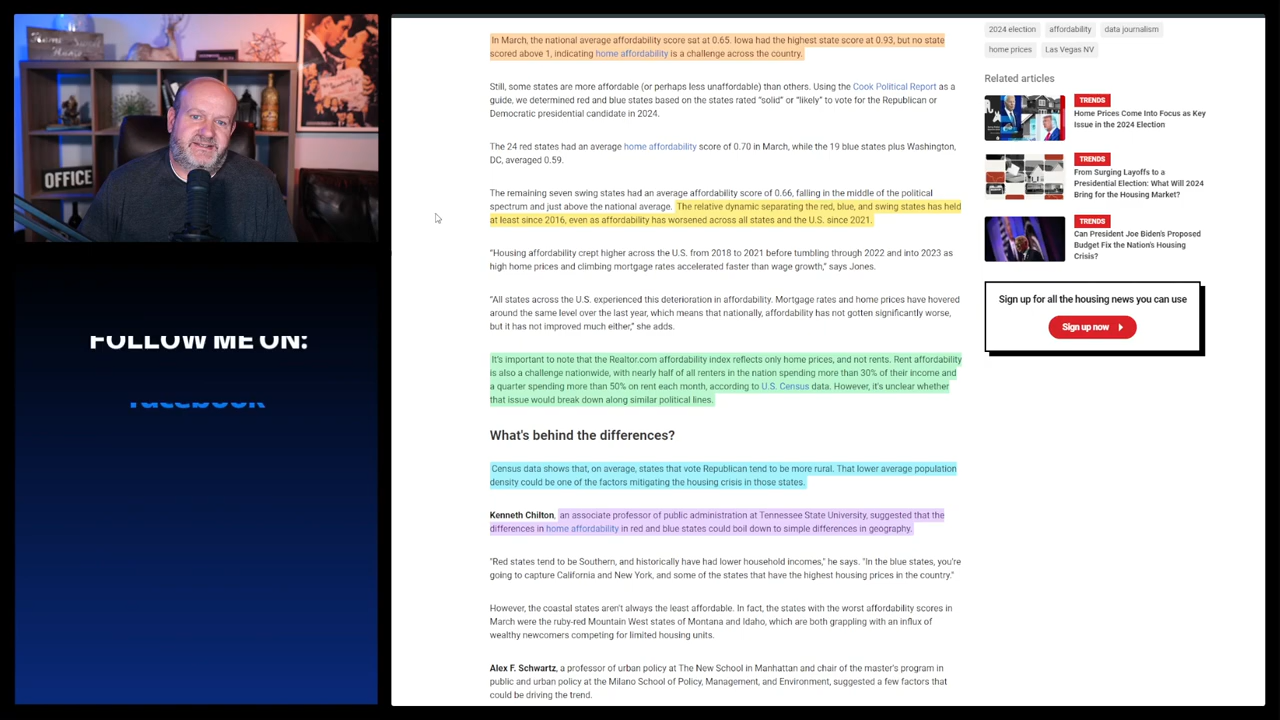 OFFICE
FOLLOW ME ON:
facebook
In March, the national average affordability score sat at 0.65. Iowa had the highest state score at 0.93, but no state
scored above 1, indicating home affordability is a challenge across the country.
Still, some states are more affordable (or perhaps less unaffordable) than others. Using the Cook Political Report as
a guide, we determined red and blue states based on the states rated “solid” or “likely” to vote for the Republican or
Democratic presidential candidate in 2024.
The 24 red states had an average home affordability score of 0.70 in March, while the 19 blue states plus Washington,
DC, averaged 0.59.
The remaining seven swing states had an average affordability score of 0.66, falling in the middle of the political
spectrum and just above the national average. The relative dynamic separating the red, blue, and swing states has held
at least since 2016, even as affordability has worsened across all states and the U.S. since 2021.
“Housing affordability crept higher across the U.S. from 2018 to 2021 before tumbling through 2022 and into 2023 as
high home prices and climbing mortgage rates accelerated faster than wage growth,” says Jones.
“All states across the U.S. experienced this deterioration in affordability. Mortgage rates and home prices have hovered
around the same level over the last year, which means that nationally, affordability has not gotten significantly worse,
but it has not improved much either,” she adds.
It's important to note that the Realtor.com affordability index reflects only home prices, and not rents. Rent affordability
is also a challenge nationwide, with nearly half of all renters in the nation spending more than 30% of their income and
a quarter spending more than 50% on rent each month, according to U.S. Census data. However, it's unclear whether
that issue would break down along similar political lines.
What's behind the differences?
Census data shows that, on average, states that vote Republican tend to be more rural. That lower average population
density could be one of the factors mitigating the housing crisis in those states.
Kenneth Chilton, an associate professor of public administration at Tennessee State University, suggested that the
differences in home affordability in red and blue states could boil down to simple differences in geography.
"Red states tend to be Southern, and historically have had lower household incomes," he says. "In the blue states, you're
going to capture California and New York, and some of the states that have the highest housing prices in the country."
However, the coastal states aren't always the least affordable. In fact, the states with the worst affordability scores in
March were the ruby-red Mountain West states of Montana and Idaho, which are both grappling with an influx of
wealthy newcomers competing for limited housing units.
Alex F. Schwartz, a professor of urban policy at The New School in Manhattan and chair of the master's program in
public and urban policy at the Milano School of Policy, Management, and Environment, suggested a few factors that
could be driving the trend.
2024 election affordability data journalism
home prices Las Vegas NV
Related articles
TRENDS
Home Prices Come Into Focus as Key
Issue in the 2024 Election
TRENDS
From Surging Layoffs to a
Presidential Election: What Will 2024
Bring for the Housing Market?
TRENDS
Can President Joe Biden's Proposed
Budget Fix the Nation's Housing
Crisis?
Sign up for all the housing news you can use
Sign up now